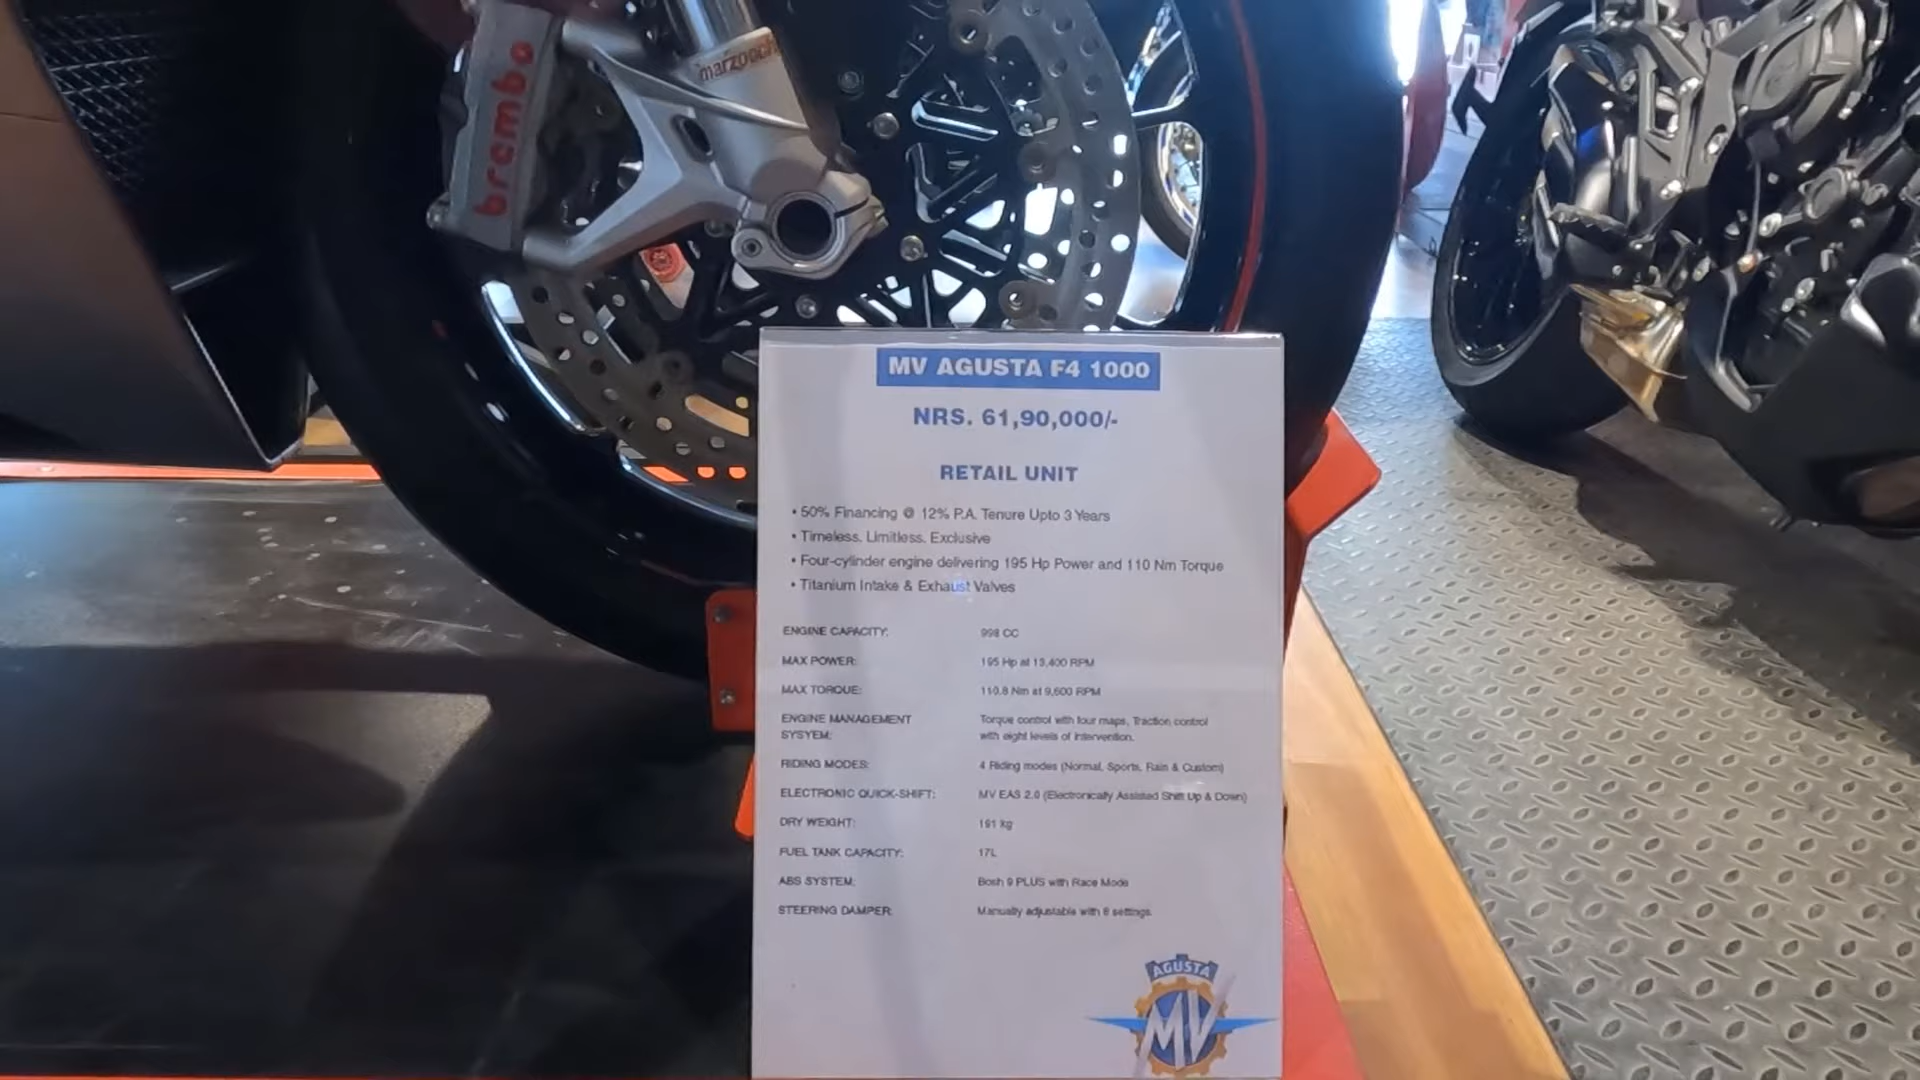 brembo
marzocchi
MV AGUSTA F4 1000
NRS. 61,90,000/-
RETAIL UNIT
• 50% Financing @ 12% P.A. Tenure Upto 3 Years
• Timeless. Limitless. Exclusive
• Four-cylinder engine delivering 195 Hp Power and 110 Nm Torque
• Titanium Intake & Exhaust Valves
ENGINE CAPACITY: 998 CC
MAX POWER: 195 Hp at 13,400 RPM
MAX TORQUE: 110.8 Nm at 9,600 RPM
ENGINE MANAGEMENT Torque control with four maps, Traction control
SYSYEM: with eight levels of intervention.
RIDING MODES: 4 Riding modes (Normal, Sports, Rain & Custom)
ELECTRONIC QUICK-SHIFT: MV EAS 2.0 (Electronically Assisted Shift Up & Down)
DRY WEIGHT: 191 kg
FUEL TANK CAPACITY: 17L
ABS SYSTEM: Bosh 9 PLUS with Race Mode
STEERING DAMPER: Manually adjustable with 8 settings.
AGUSTA
MV